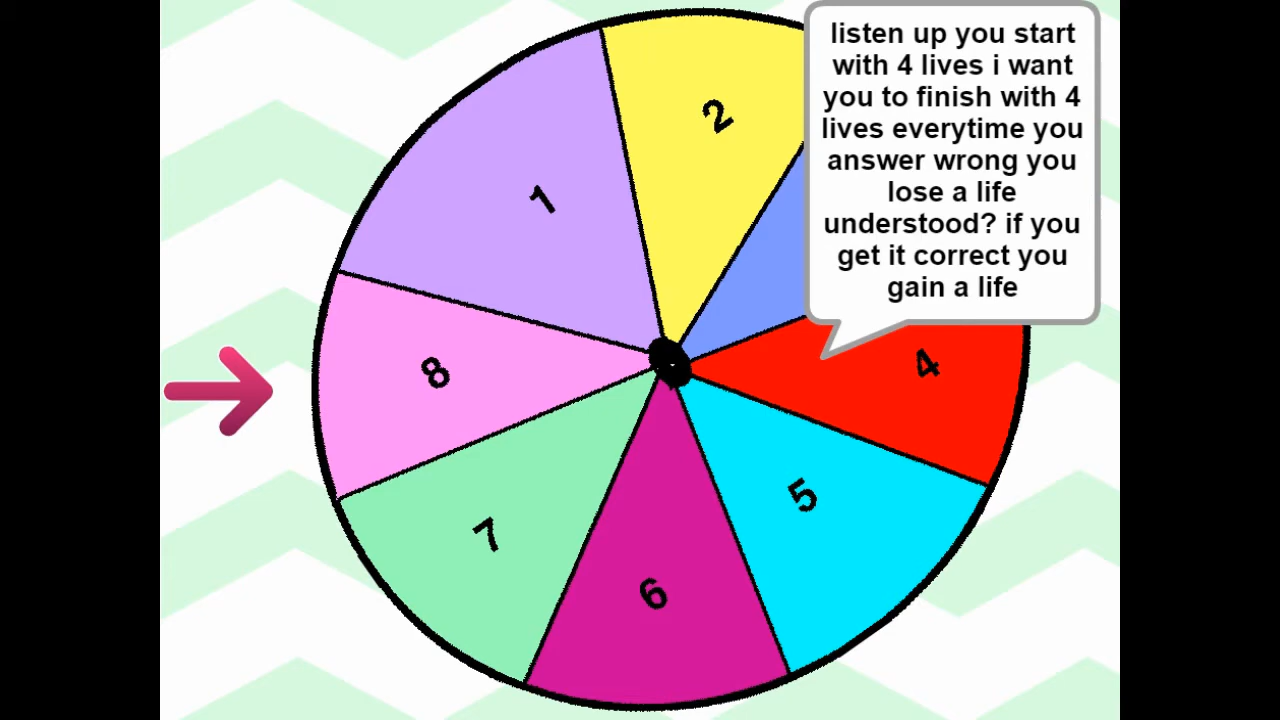 listen up you start
with 4 lives i want
you to finish with 4
lives everytime you
answer wrong you
lose a life
understood? if you
get it correct you
gain a life
2
1
4
8
5
7
6